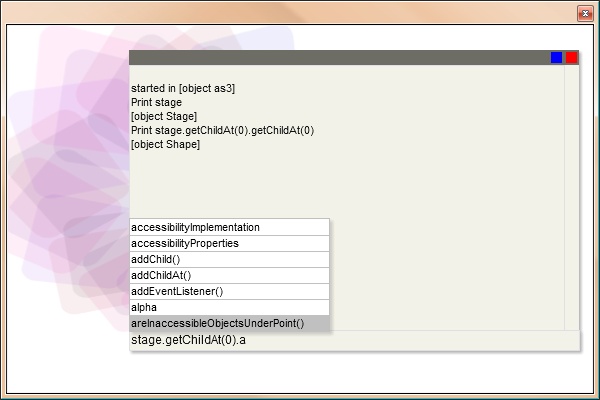 started in [object as3]
Print stage
[object Stage]
Print stage.getChildAt(0).getChildAt(0)
[object Shape]
accessibilityImplementation
accessibilityProperties
addChild()
addChildAt()
addEventListener()
alpha
areInaccessibleObjectsUnderPoint()
stage.getChildAt(0).a